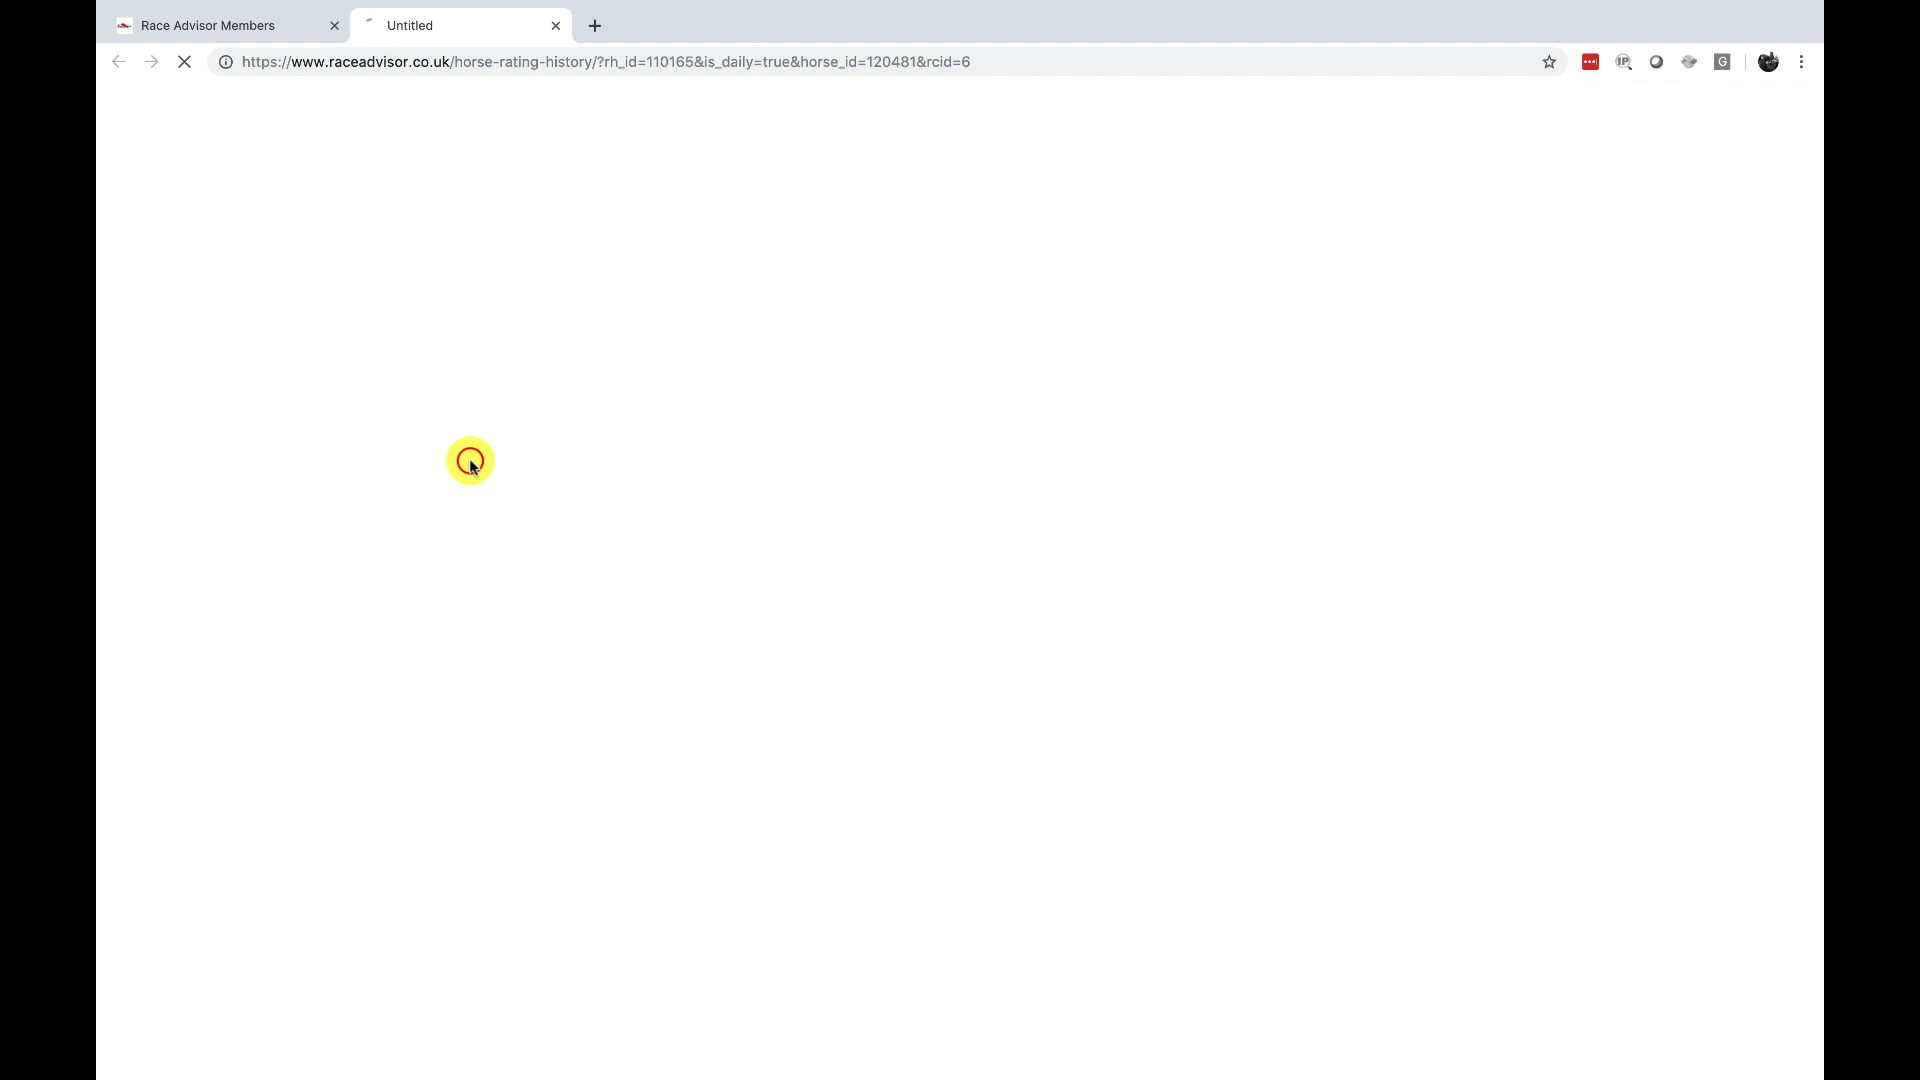 Race Advisor Members
Untitled
https://www.raceadvisor.co.uk/horse-rating-history/?rh_id=110165&is_daily=true&horse_id=120481&rcid=6
IP
G